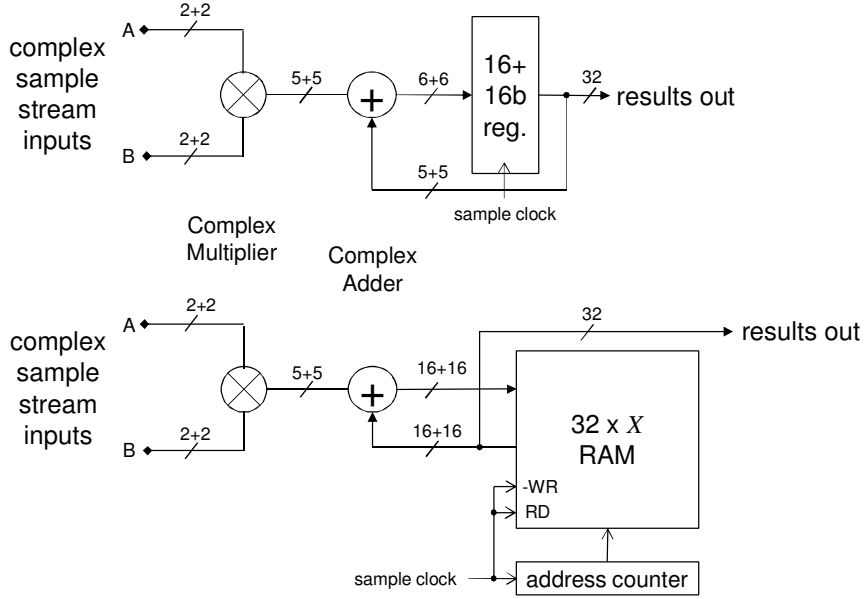 2+2
A
complex
sample
stream
inputs
5+5
+
6+6
16+
16b
reg.
32
results out
2+2
B
5+5
sample clock
Complex
Multiplier
Complex
Adder
2+2
A
32
results out
complex
sample
stream
inputs
5+5
+
16+16
32 x X
RAM
2+2
B
16+16
-WR
RD
sample clock
address counter